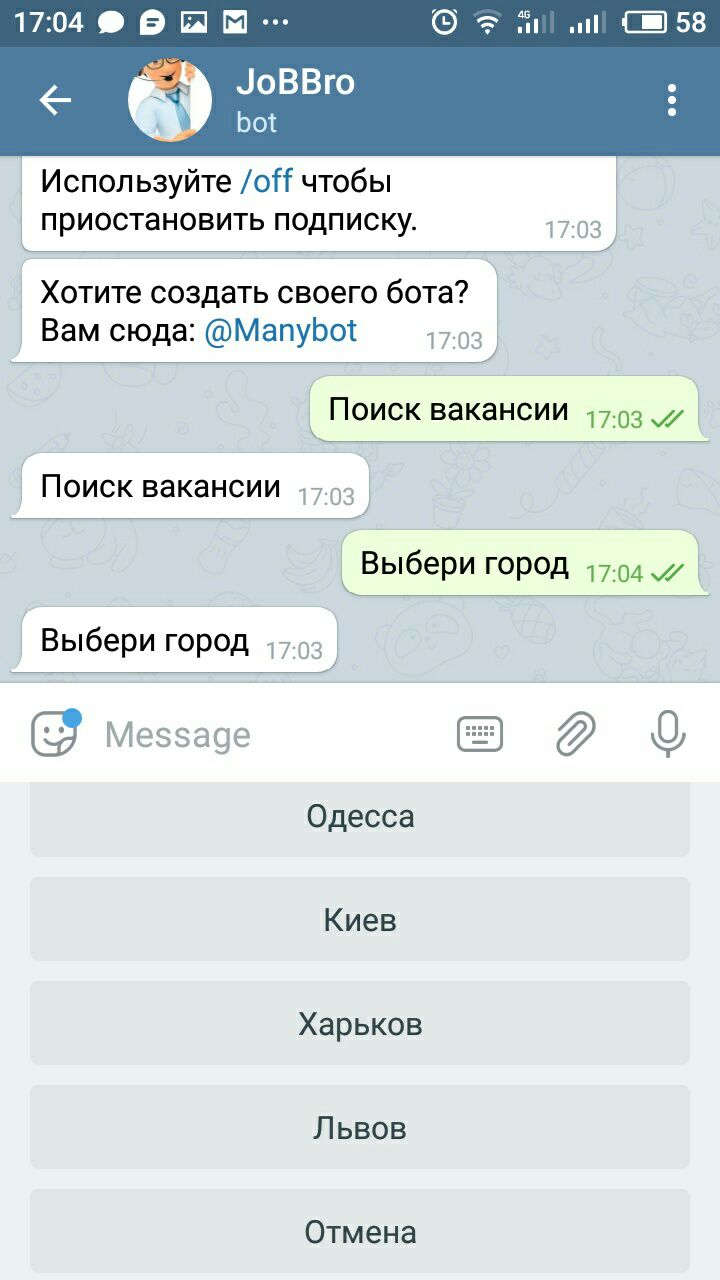 17:04
4G
58
JoBBro
bot
Используйте /off чтобы
приостановить подписку.
17:03
Хотите создать своего бота?
Вам сюда: @Manybot
17:03
Поиск вакансии 17:03
Поиск вакансии 17:03
Выбери город 17:04
Выбери город 17:03
Message
Одесса
Киев
Харьков
Львов
Отмена